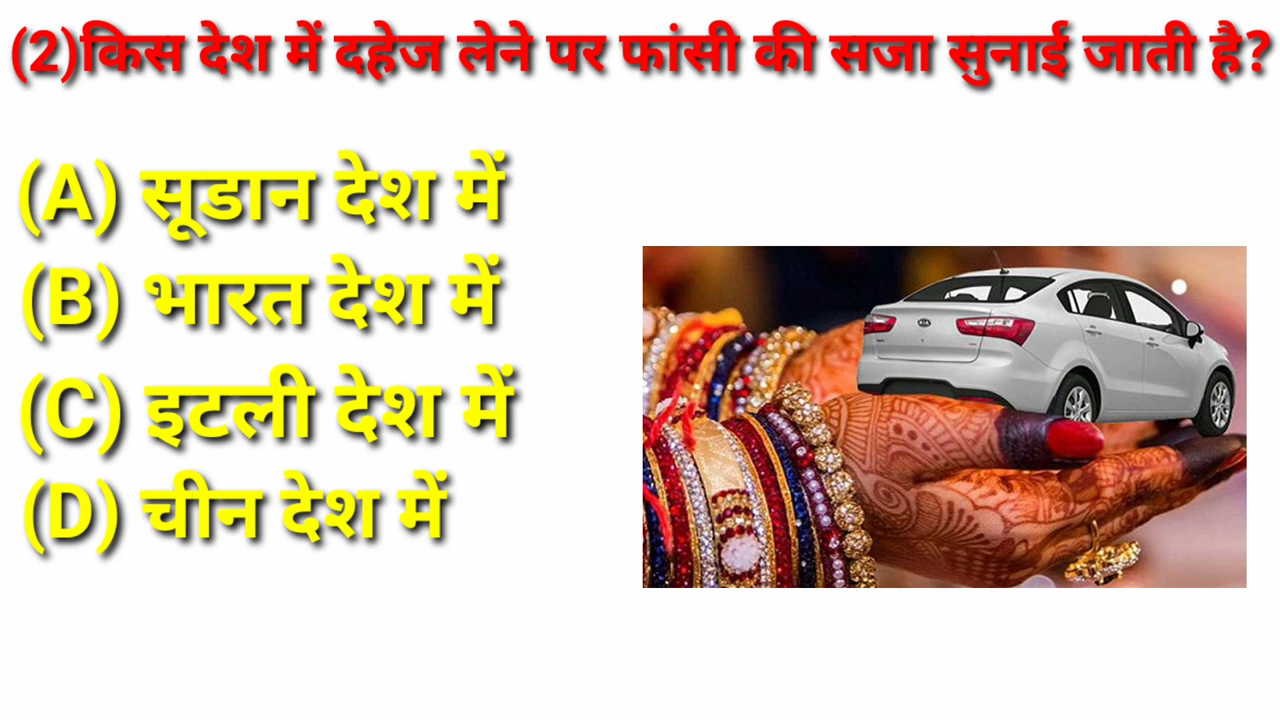 (2)किस देश में दहेज लेने पर फांसी की सजा सुनाई जाती है?
(A) सूडान देश में
(B) भारत देश में
(C) इटली देश में
(D) चीन देश में